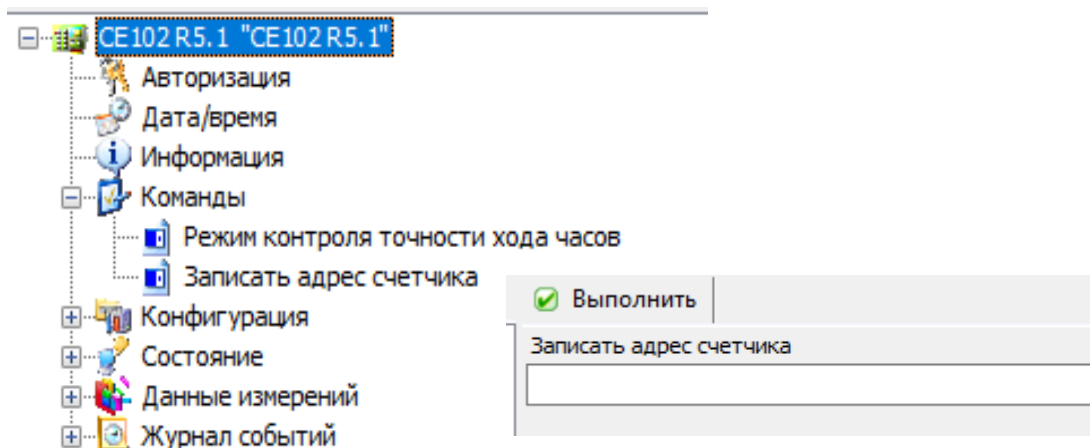 CE102 R5.1 "CE102 R5.1"
Авторизация
Дата/время
Информация
Команды
Режим контроля точности хода часов
Записать адрес счетчика
Конфигурация
Состояние
Данные измерений
Журнал событий
Выполнить
Записать адрес счетчика